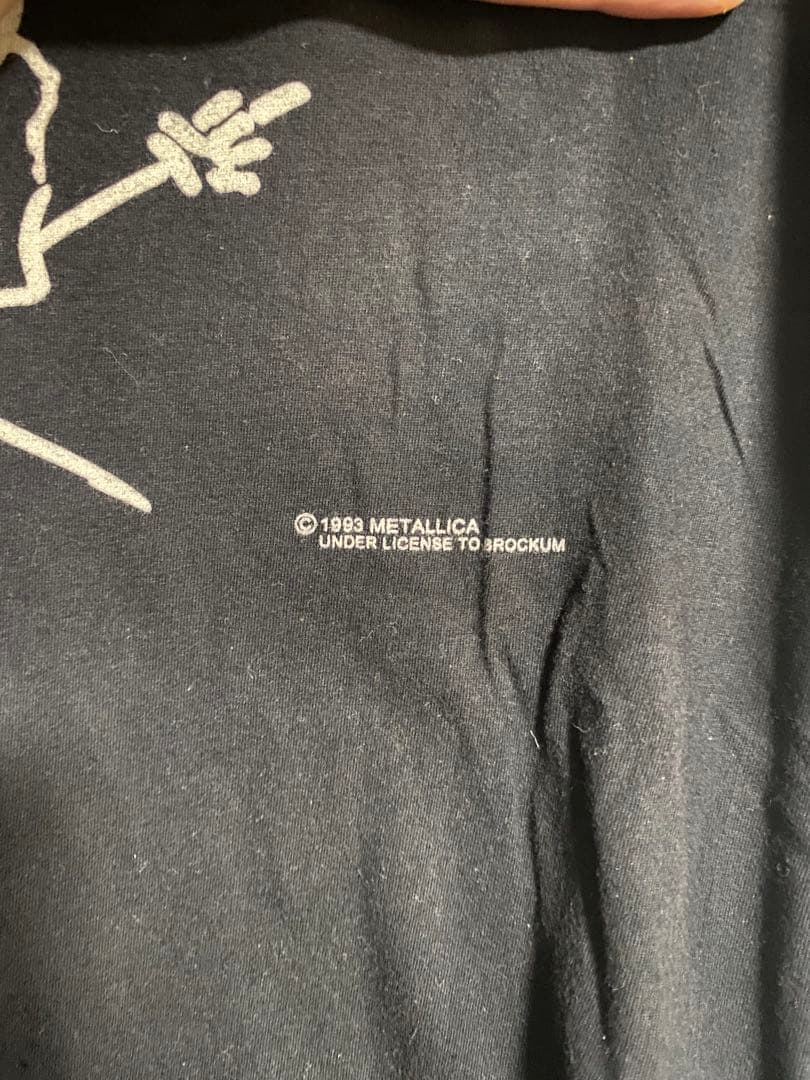 © 1993 METALLICA
UNDER LICENSE TO BROCKUM